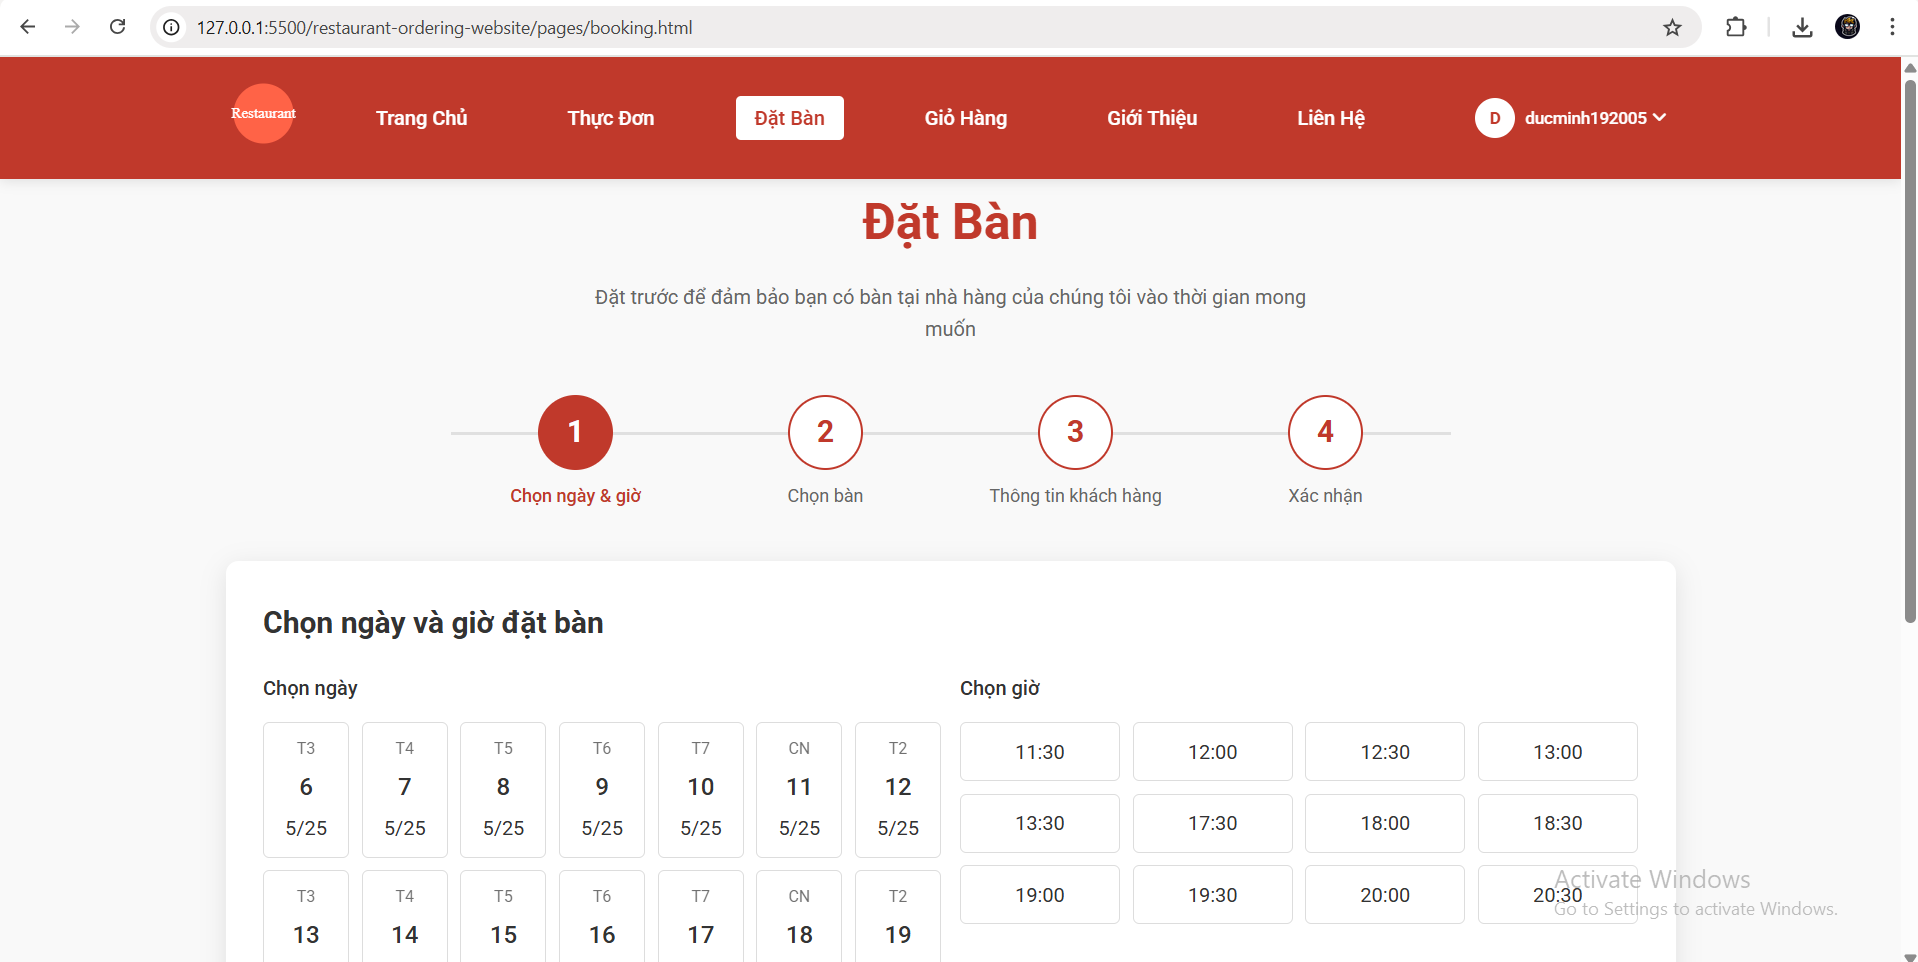 127.0.0.1:5500/restaurant-ordering-website/pages/booking.html
Restaurant
Trang Chủ
Thực Đơn
Đặt Bàn
Giỏ Hàng
Giới Thiệu
Liên Hệ
D
ducminh192005
Đặt Bàn
Đặt trước để đảm bảo bạn có bàn tại nhà hàng của chúng tôi vào thời gian mong
muốn
1
2
3
4
Chọn ngày & giờ
Chọn bàn
Thông tin khách hàng
Xác nhận
Chọn ngày và giờ đặt bàn
Chọn ngày
T3 T4 T5 T6 T7 CN T2
6 7 8 9 10 11 12
5/25 5/25 5/25 5/25 5/25 5/25 5/25
T3 T4 T5 T6 T7 CN T2
13 14 15 16 17 18 19
Chọn giờ
11:30 12:00 12:30 13:00
13:30 17:30 18:00 18:30
19:00 19:30 20:00 20:30
Activate Windows
Go to Settings to activate Windows.